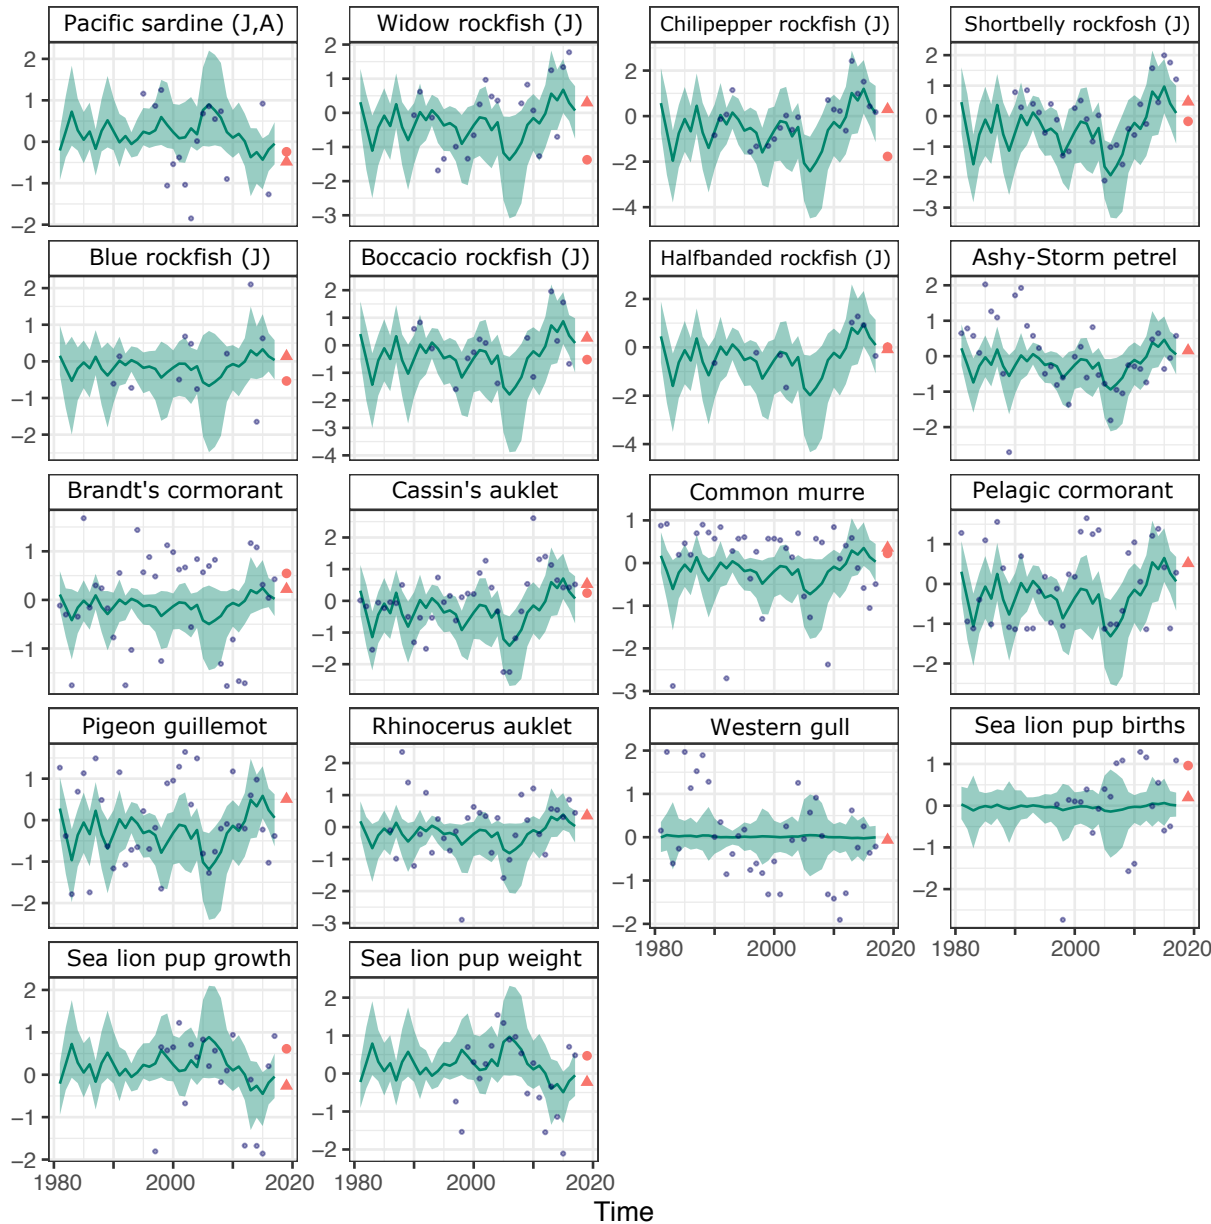 Pacific sardine (J,A) Widow rockfish (J) Chilipepper rockfish (J) Shortbelly rockfosh (J)
2 2 2 2
1 1 1
0 0 0 0
−1 −1 −1
−2 −2 −2
−2 −3 −4 −3
Blue rockfish (J) Boccacio rockfish (J) Halfbanded rockfish (J) Ashy-Storm petrel
2 2 2 2
1 1 1
0 0 0 0
−1 −1 −2 −1
−2 −2 −2
−3
−4 −4
Brandt's cormorant Cassin's auklet Common murre Pelagic cormorant
1 2 1 1
1 0
0 0 −1 0
−1 −1 −2 −1
−2 −3 −2
Pigeon guillemot Rhinocerus auklet Western gull Sea lion pup births
1 2 2 1
1 1
0 0 0 0
−1 −1 −1 −1
−2 −2 −2 −2
−3
1980 2000 2020 1980 2000 2020
Sea lion pup growth Sea lion pup weight
2 2
1 1
0 0
−1 −1
−2 −2
1980 2000 2020 1980 2000 2020
Time